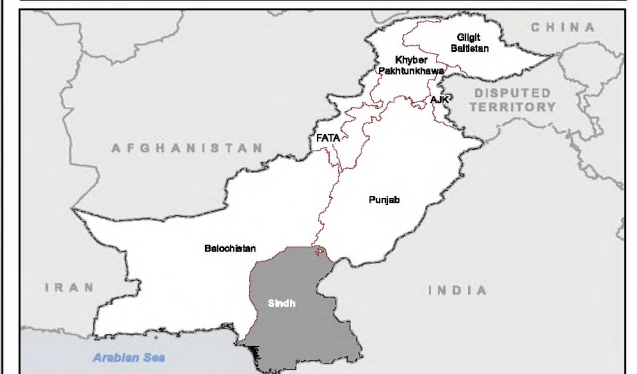 CHINA
Gilgit
Baltistan
Khyber
Pakhtunkhawa
DISPUTED
TERRITORY
AJK
FATA
AFGHANISTAN
Punjab
Balochistan
IRAN
INDIA
Sindh
Arabian Sea